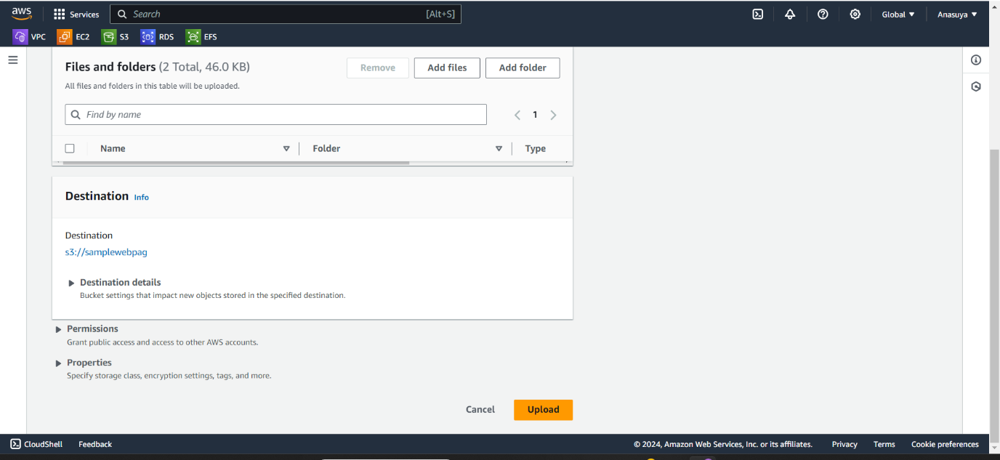 aws Services Search [Alt+S] Global Anasuya
VPC EC2 S3 RDS EFS
Files and folders (2 Total, 46.0 KB) Remove Add files Add folder
All files and folders in this table will be uploaded.
Find by name 1
Name Folder Type
Destination Info
Destination
s3://samplewebpag
Destination details
Bucket settings that impact new objects stored in the specified destination.
Permissions
Grant public access and access to other AWS accounts.
Properties
Specify storage class, encryption settings, tags, and more.
Cancel Upload
CloudShell Feedback © 2024, Amazon Web Services, Inc. or its affiliates. Privacy Terms Cookie preferences